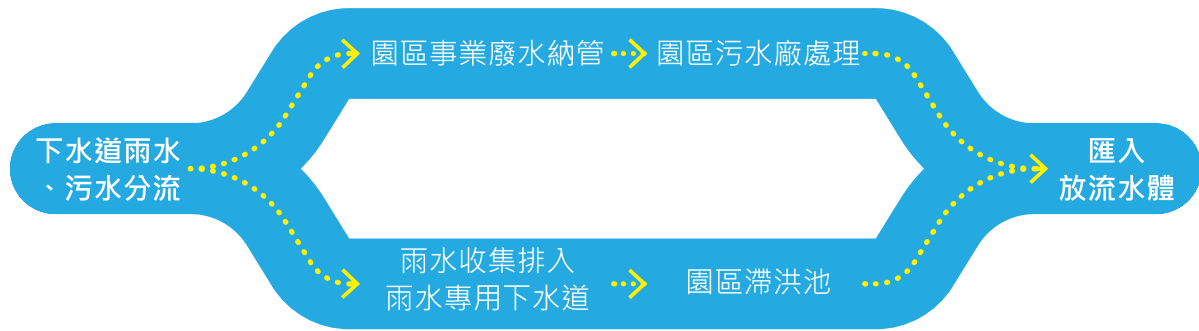 下水道雨水
、污水分流
園區事業廢水納管
園區污水廠處理
雨水收集排入
雨水專用下水道
園區滯洪池
匯入
放流水體